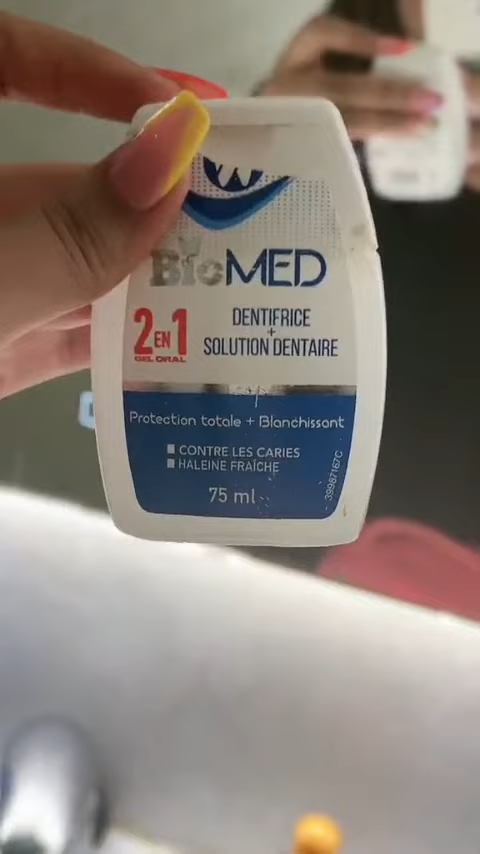 BioMED
2 EN 1
GEL ORAL
DENTIFRICE
+
SOLUTION DENTAIRE
Protection totale + Blanchissant
CONTRE LES CARIES
HALEINE FRAÎCHE
75 ml
39987167C